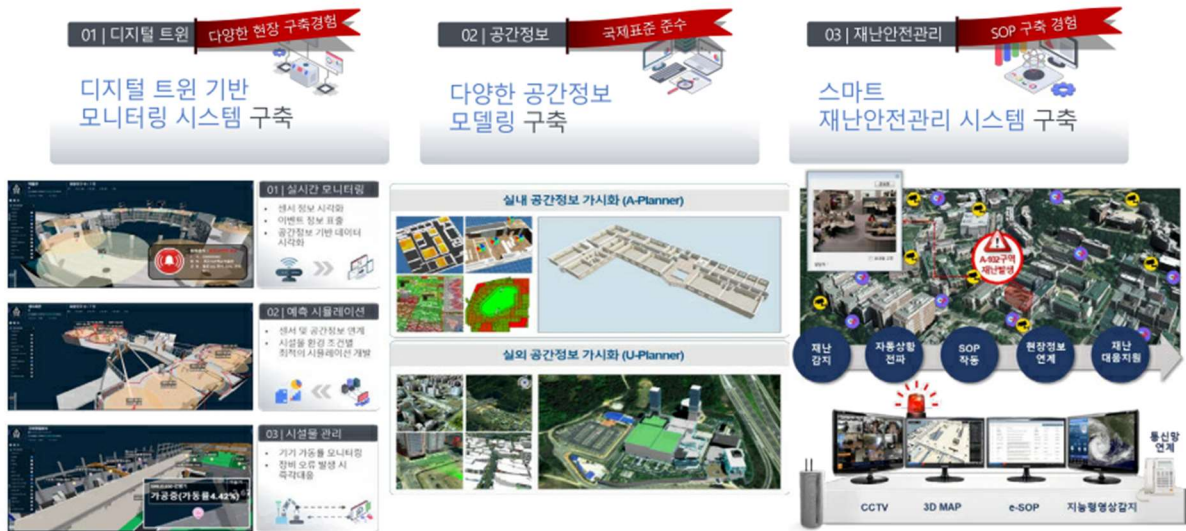 01 | 디지털 트윈
다양한 현장 구축경험
디지털 트윈 기반
모니터링 시스템 구축
01 | 실시간 모니터링
• 센서 정보 시각화
• 이벤트 정보 표출
• 공간정보 기반 데이터
시각화
02 | 예측 시뮬레이션
• 센서 및 공간정보 연계
• 시설물 환경 조건별
최적의 시뮬레이션 개발
03 | 시설물 관리
• 기기 가동률 모니터링
• 장비 오류 발생 시
즉각대응
가공중(가동률4.42%)
02 | 공간정보
국제표준 준수
다양한 공간정보
모델링 구축
실내 공간정보 가시화 (A-Planner)
실외 공간정보 가시화 (U-Planner)
03 | 재난안전관리
SOP 구축 경험
스마트
재난안전관리 시스템 구축
A-102구역
재난발생
재난
감지
자동상황
전파
SOP
작동
현장정보
연계
재난
대응지원
통신망
연계
CCTV
3D MAP
e-SOP
지능형영상감지